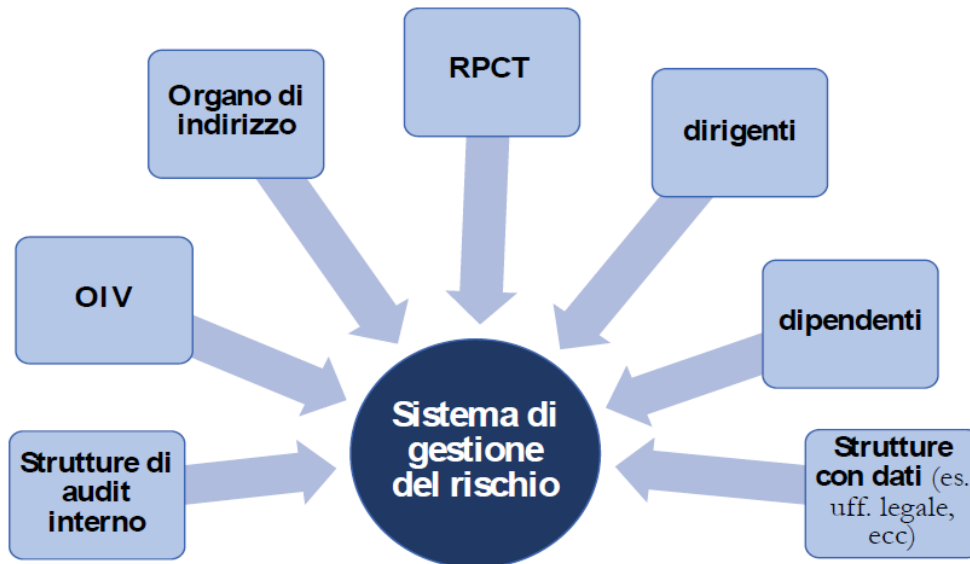 RPCT
Organo di
indirizzo
dirigenti
OIV
dipendenti
Sistema di
gestione
del rischio
Strutture di
audit
interno
Strutture
con dati (es.
uff. legale,
ecc)